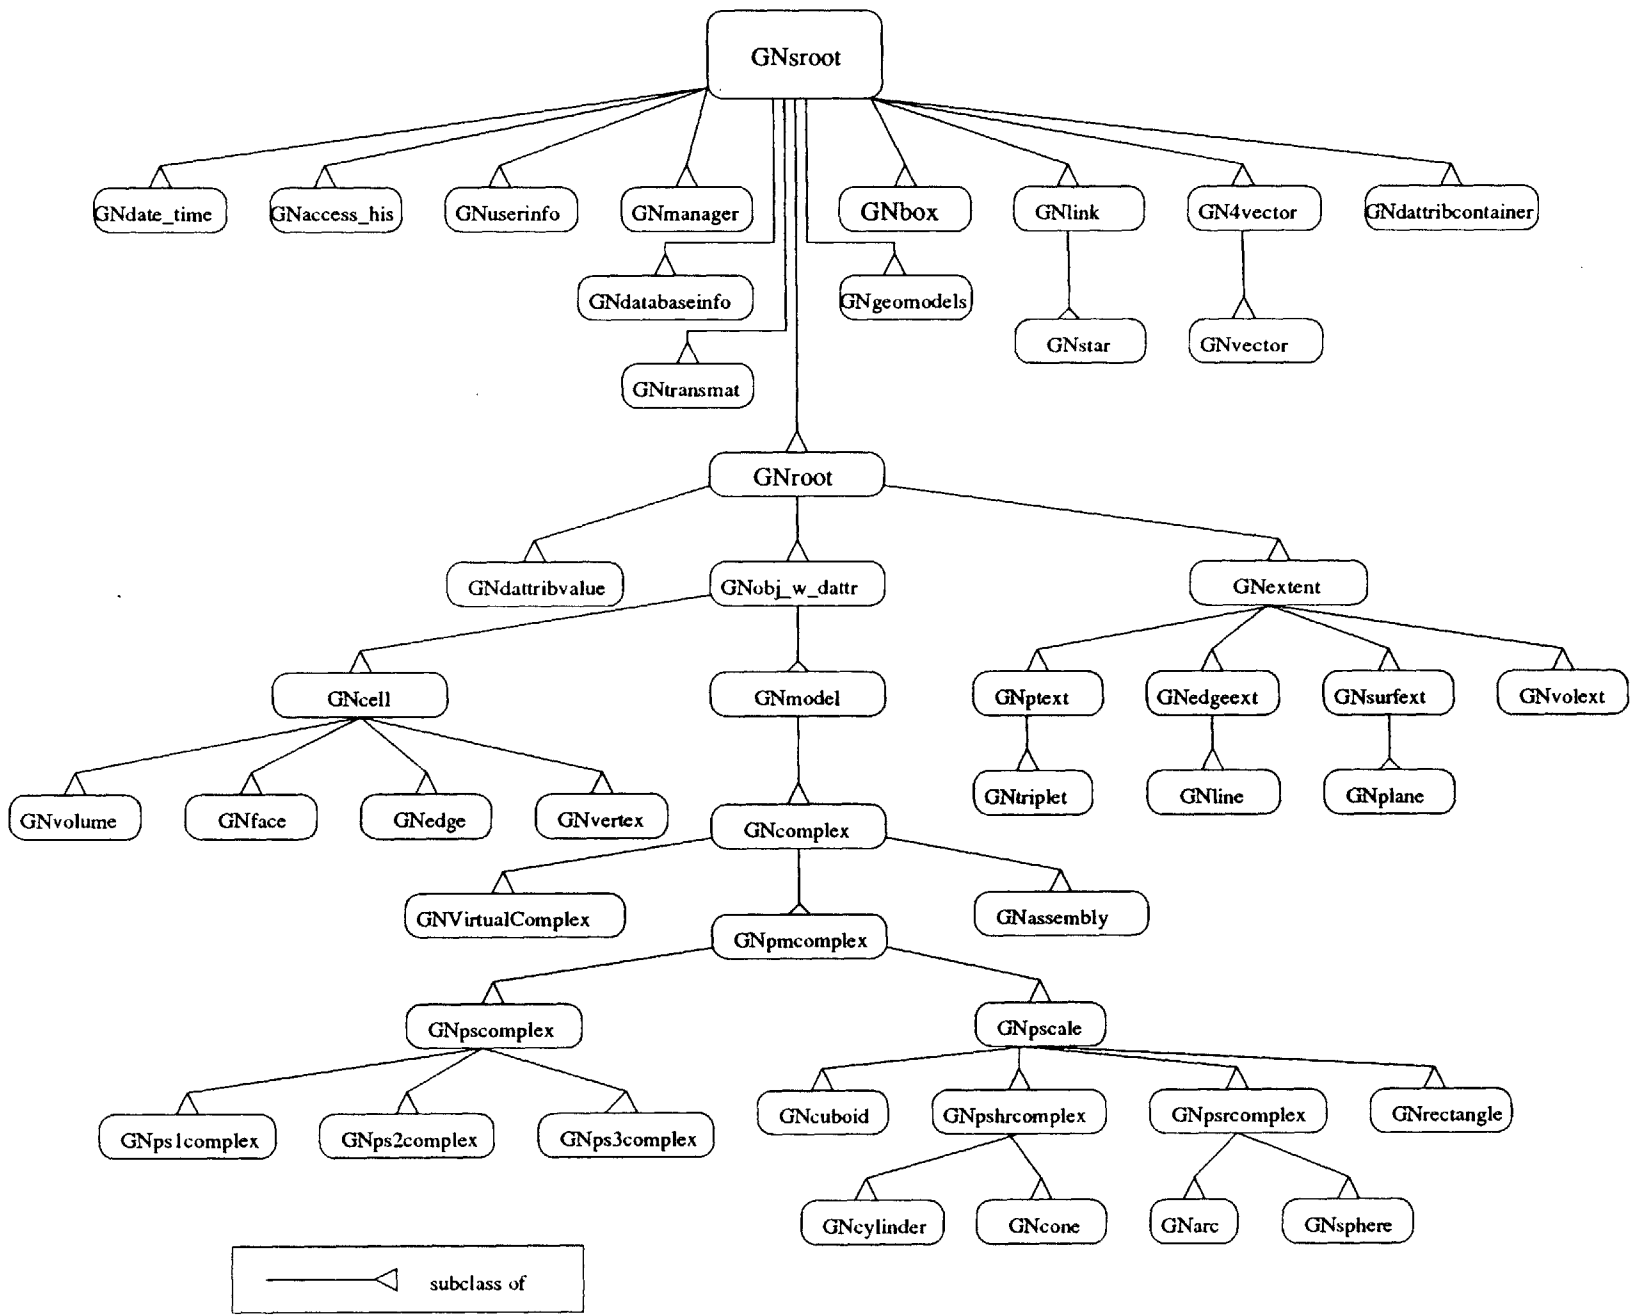 GNsroot
GNdate_time
GNaccess_his
GNuserinfo
GNmanager
GNbox
GNlink
GN4vector
GNdattribcontainer
GNdatabaseinfo
GNgeomodels
GNstar
GNvector
GNtransmat
GNroot
GNdattribvalue
GNobj_w_dattr
GNextent
GNcell
GNmodel
GNptext
GNedgeext
GNsurfext
GNvolext
GNvolume
GNface
GNedge
GNvertex
GNcomplex
GNtriplet
GNline
GNplane
GNVirtualComplex
GNpmcomplex
GNassembly
GNpscomplex
GNpscale
GNps1complex
GNps2complex
GNps3complex
GNcuboid
GNpshrcomplex
GNpsrcomplex
GNrectangle
GNcylinder
GNcone
GNarc
GNsphere
subclass of